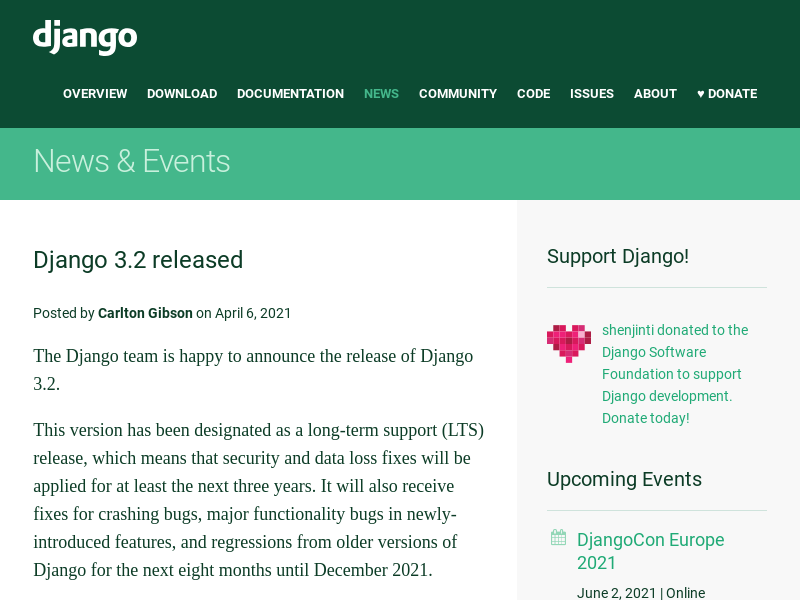 django
OVERVIEW DOWNLOAD DOCUMENTATION NEWS COMMUNITY CODE ISSUES ABOUT ♥ DONATE
News & Events
Django 3.2 released
Posted by Carlton Gibson on April 6, 2021
The Django team is happy to announce the release of Django
3.2.
This version has been designated as a long-term support (LTS)
release, which means that security and data loss fixes will be
applied for at least the next three years. It will also receive
fixes for crashing bugs, major functionality bugs in newly-
introduced features, and regressions from older versions of
Django for the next eight months until December 2021.
Support Django!
shenjinti donated to the
Django Software
Foundation to support
Django development.
Donate today!
Upcoming Events
DjangoCon Europe
2021
June 2, 2021 | Online